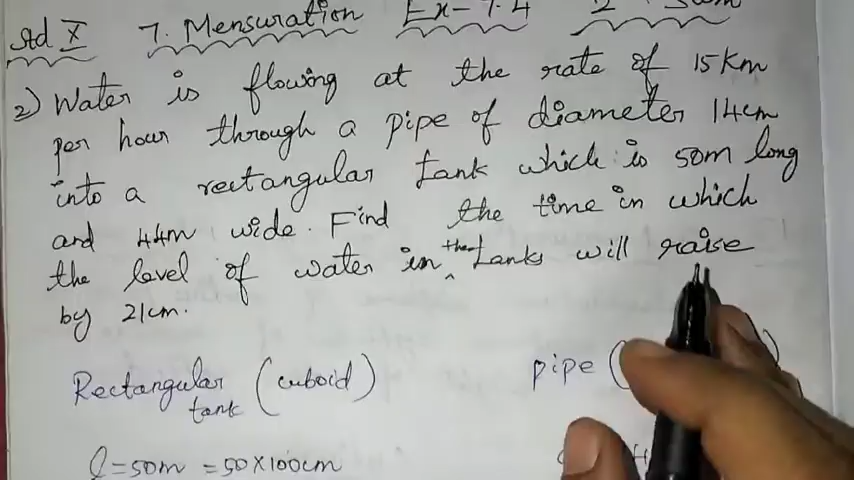 Std X 7. Mensuration Ex-7.4
2) Water is flowing at the rate of 15 Km
per hour through a pipe of diameter 14cm
into a rectangular tank which is 50m long
and 44m wide. Find the time in which
the level of water in the tanks will raise
by 21cm.
Rectangular tank (cuboid) pipe (
l = 50m = 50×100cm